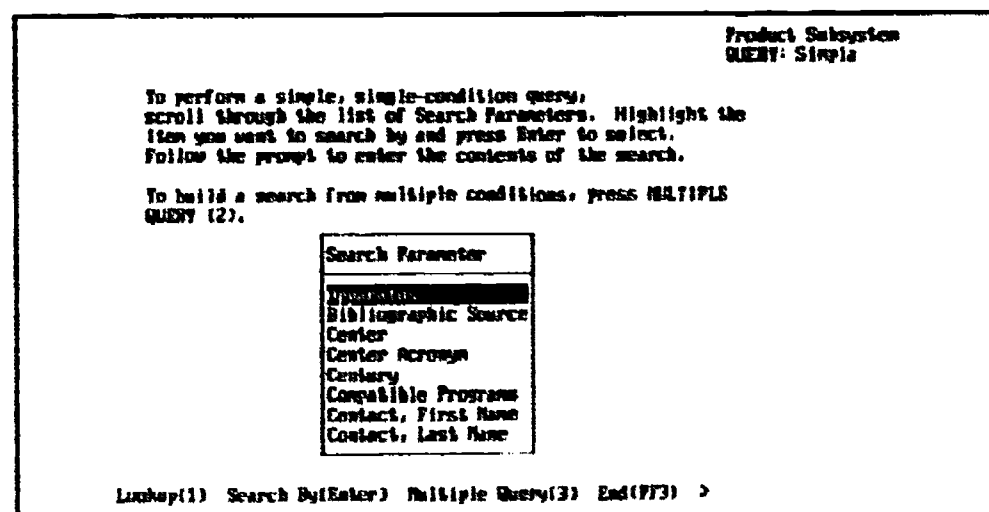 Product Subsystem
QUERY: Simple
To perform a simple, single-condition query,
scroll through the list of Search Parameters. Highlight the
item you want to search by and press Enter to select.
Follow the prompt to enter the contents of the search.
To build a search from multiple conditions, press MULTIPLE
QUERY (2).
Search Parameter
Bibliographic Source
Center
Center Acronym
Century
Compatible Programs
Contact, First Name
Contact, Last Name
Lookup(1) Search By(Enter) Multiple Query(3) End(PF3) >